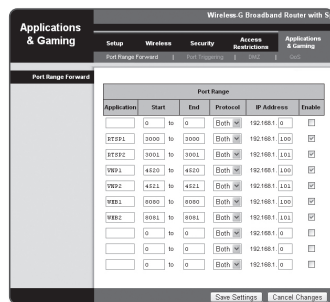 Wireless-G Broadband Router with S
Applications & Gaming
Setup Wireless Security Access Restrictions Applications & Gaming
Port Range Forward | Port Triggering | DMZ | QoS
Port Range Forward
Port Range
Application Start End Protocol IP Address Enable
0 to 0 Both 192.168.1. 0
RTSP1 3000 to 3000 Both 192.168.1. 100
RTSP2 3001 to 3001 Both 192.168.1. 101
VNP1 4520 to 4520 Both 192.168.1. 100
VNP2 4521 to 4521 Both 192.168.1. 101
WEB1 8080 to 8080 Both 192.168.1. 100
WEB2 8081 to 8081 Both 192.168.1. 101
0 to 0 Both 192.168.1. 0
0 to 0 Both 192.168.1. 0
0 to 0 Both 192.168.1. 0
Save Settings Cancel Changes